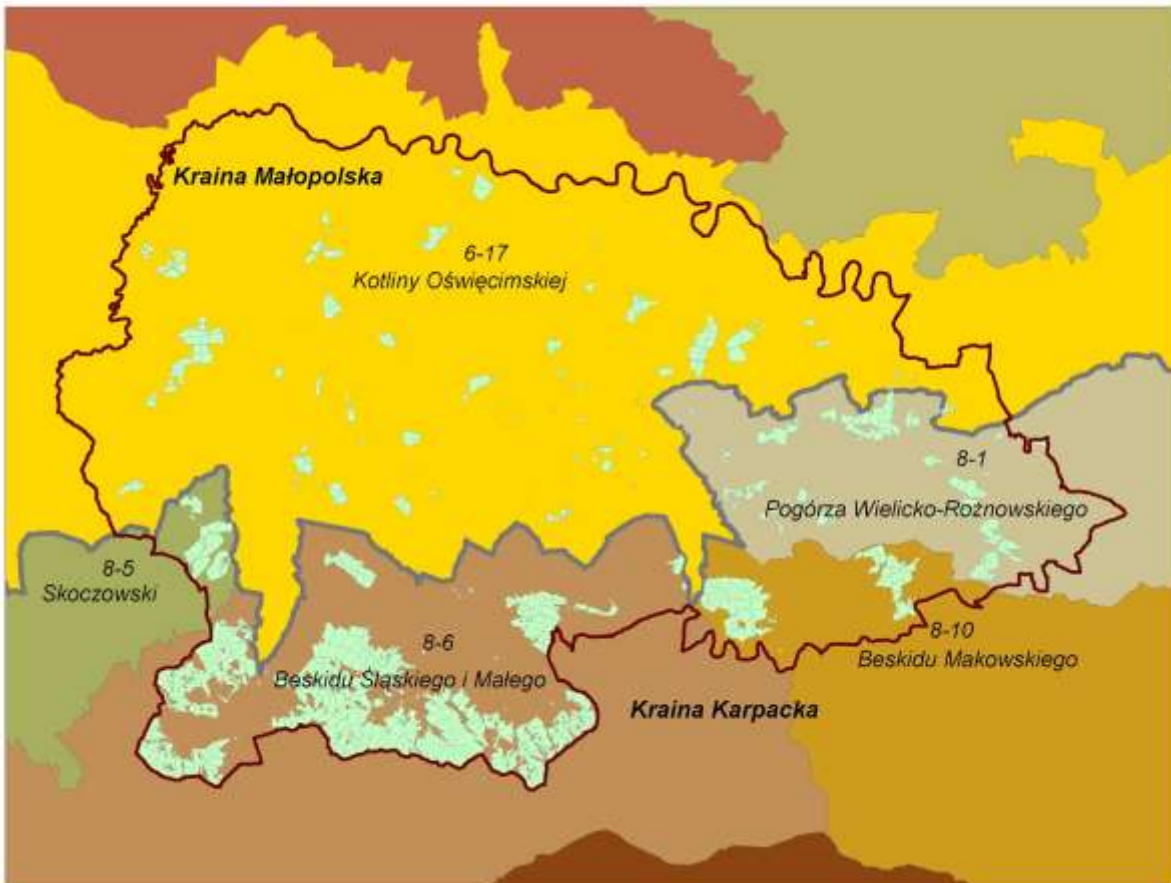 Kraina Małopolska
6-17
Kotliny Oświęcimskiej
8-1
Pogórza Wielicko-Rożnowskiego
8-5
Skoczowski
8-6
Beskidu Śląskiego i Małego
8-10
Beskidu Makowskiego
Kraina Karpacka